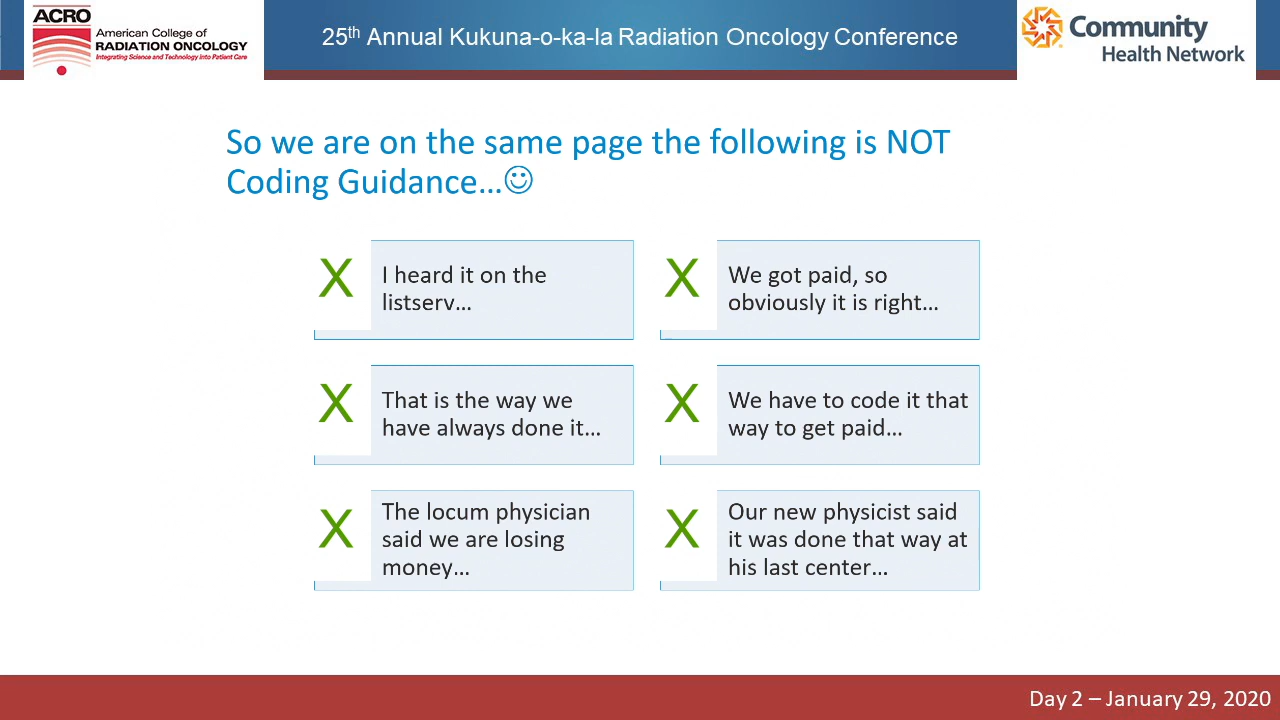 ACRO
American College of
RADIATION ONCOLOGY
Integrating Science and Technology into Patient Care
25th Annual Kukuna-o-ka-la Radiation Oncology Conference
Community
Health Network
So we are on the same page the following is NOT
Coding Guidance…☺
X
I heard it on the
listserv…
X
We got paid, so
obviously it is right…
X
That is the way we
have always done it…
X
We have to code it that
way to get paid…
X
The locum physician
said we are losing
money…
X
Our new physicist said
it was done that way at
his last center…
Day 2 – January 29, 2020